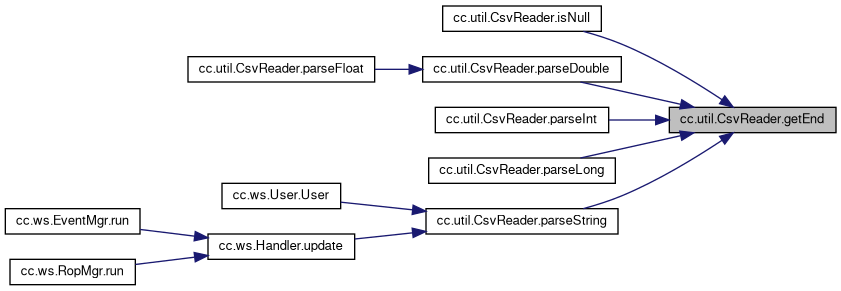 cc.util.CsvReader.isNull
cc.util.CsvReader.parseFloat
cc.util.CsvReader.parseDouble
cc.util.CsvReader.parseInt
cc.util.CsvReader.getEnd
cc.util.CsvReader.parseLong
cc.ws.User.User
cc.ws.EventMgr.run
cc.util.CsvReader.parseString
cc.ws.Handler.update
cc.ws.RopMgr.run